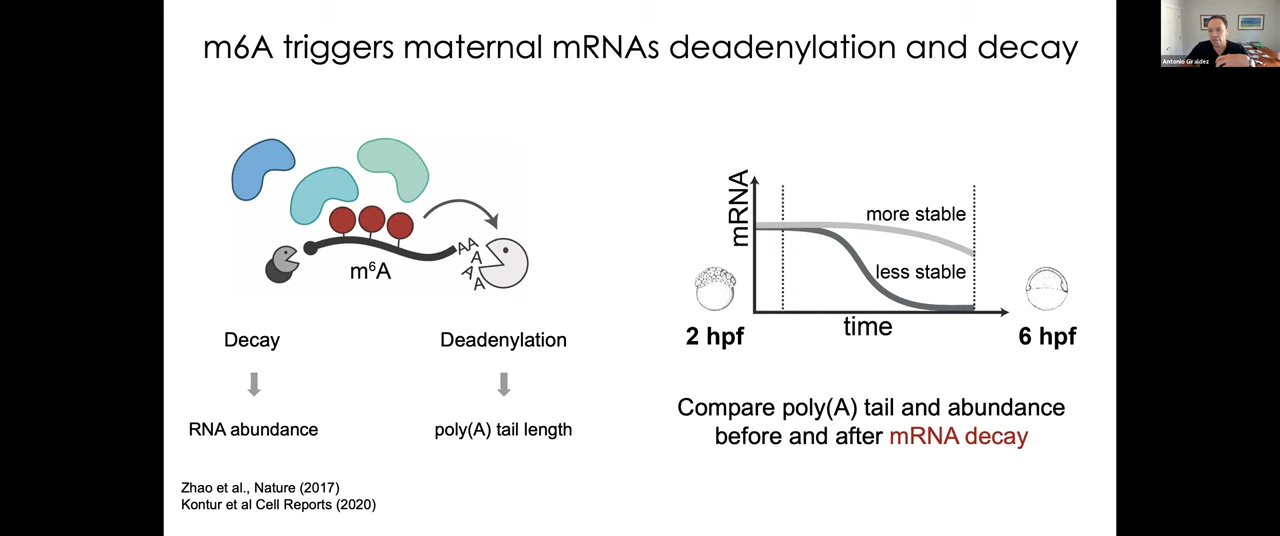 m6A triggers maternal mRNAs deadenylation and decay
Antonio Giraldez
AA
A
A
A
m⁶A
Decay
Deadenylation
RNA abundance
poly(A) tail length
mRNA
more stable
less stable
2 hpf
time
6 hpf
Compare poly(A) tail and abundance
before and after mRNA decay
Zhao et al., Nature (2017)
Kontur et al Cell Reports (2020)